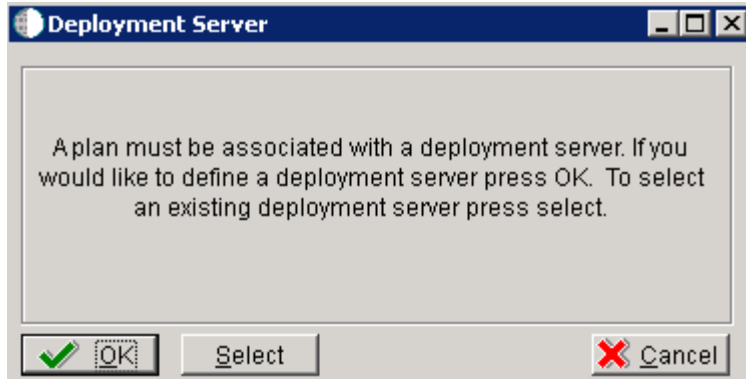 Deployment Server
A plan must be associated with a deployment server. If you
would like to define a deployment server press OK. To select
an existing deployment server press select.
OK
Select
Cancel